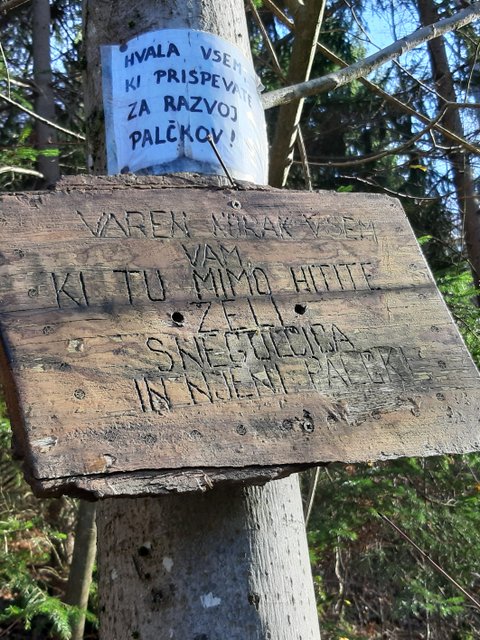 HVALA VSEM,
KI PRISPEVATE
ZA RAZVOJ
PALČKOV!
VAREN KORAK VSEM
VAM,
KI TU MIMO HITITE
ŽELI
SNEGULČICA
IN NJENI PALČKI